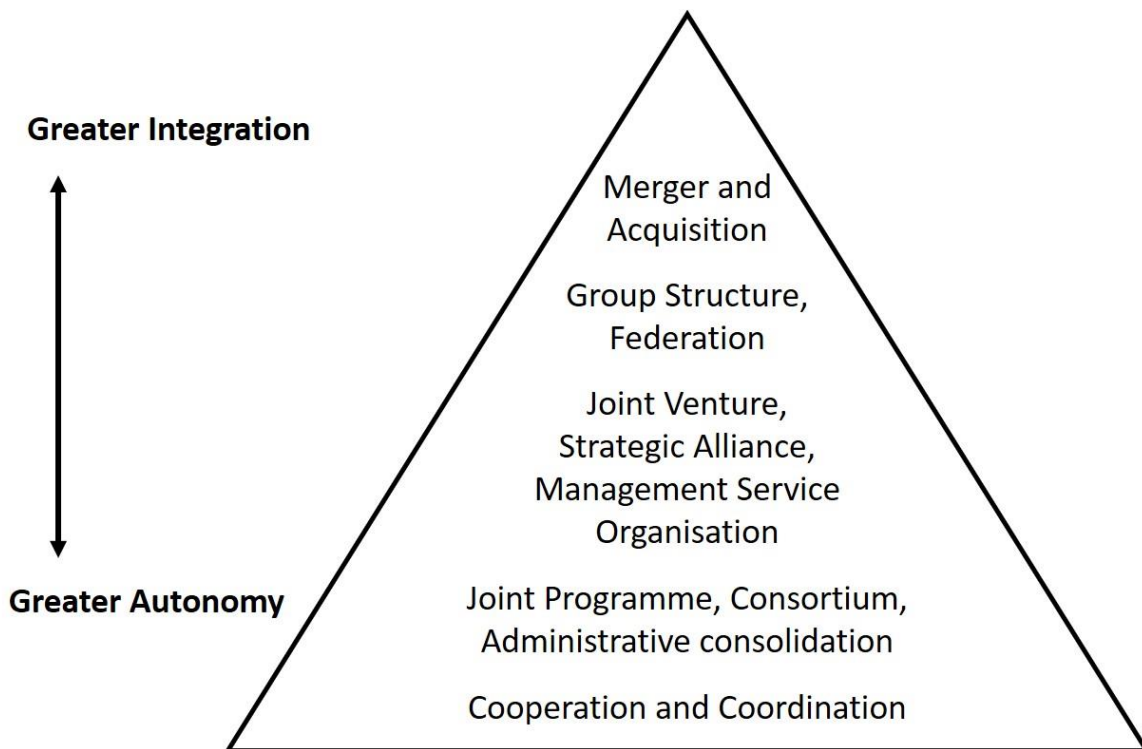 Greater Integration
Merger and
Acquisition
Group Structure,
Federation
Joint Venture,
Strategic Alliance,
Management Service
Organisation
Greater Autonomy
Joint Programme, Consortium,
Administrative consolidation
Cooperation and Coordination